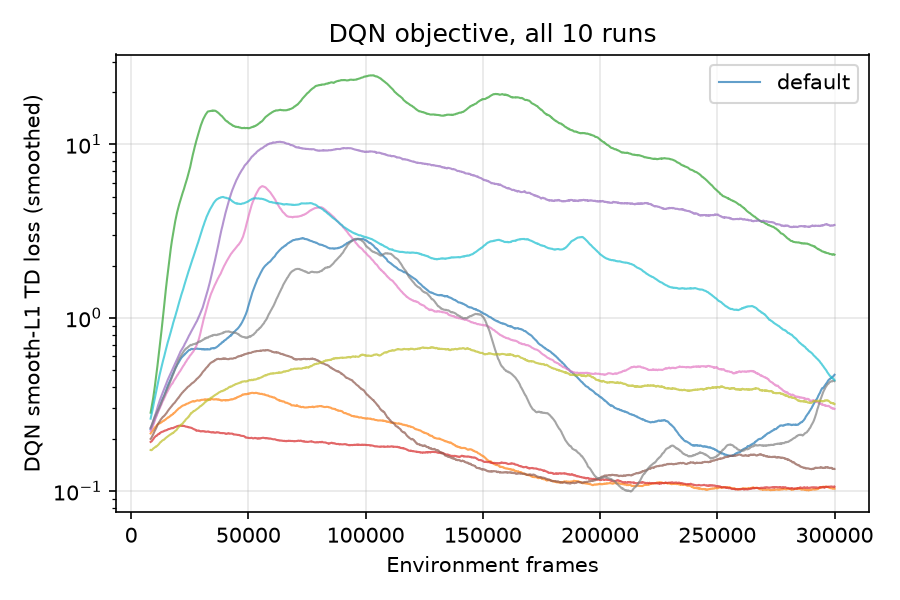 DQN objective, all 10 runs
default
DQN smooth-L1 TD loss (smoothed)
10¹
10⁰
10⁻¹
0 50000 100000 150000 200000 250000 300000
Environment frames